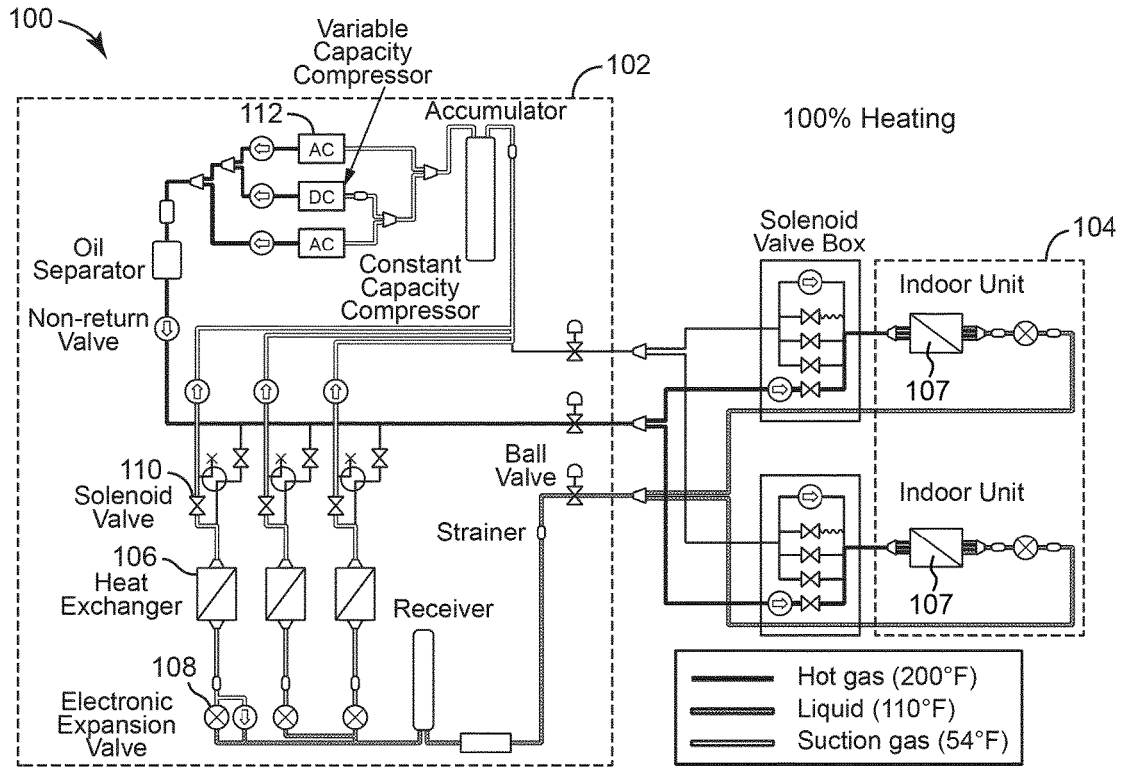 100
Variable
Capacity
Compressor
102
112
Accumulator
100% Heating
AC
DC
AC
Oil
Separator
Constant
Capacity
Compressor
Solenoid
Valve Box
104
Indoor Unit
Non-return
Valve
107
110
Solenoid
Valve
Ball
Valve
Indoor Unit
Strainer
106
Heat
Exchanger
Receiver
107
108
Electronic
Expansion
Valve
Hot gas (200°F)
Liquid (110°F)
Suction gas (54°F)